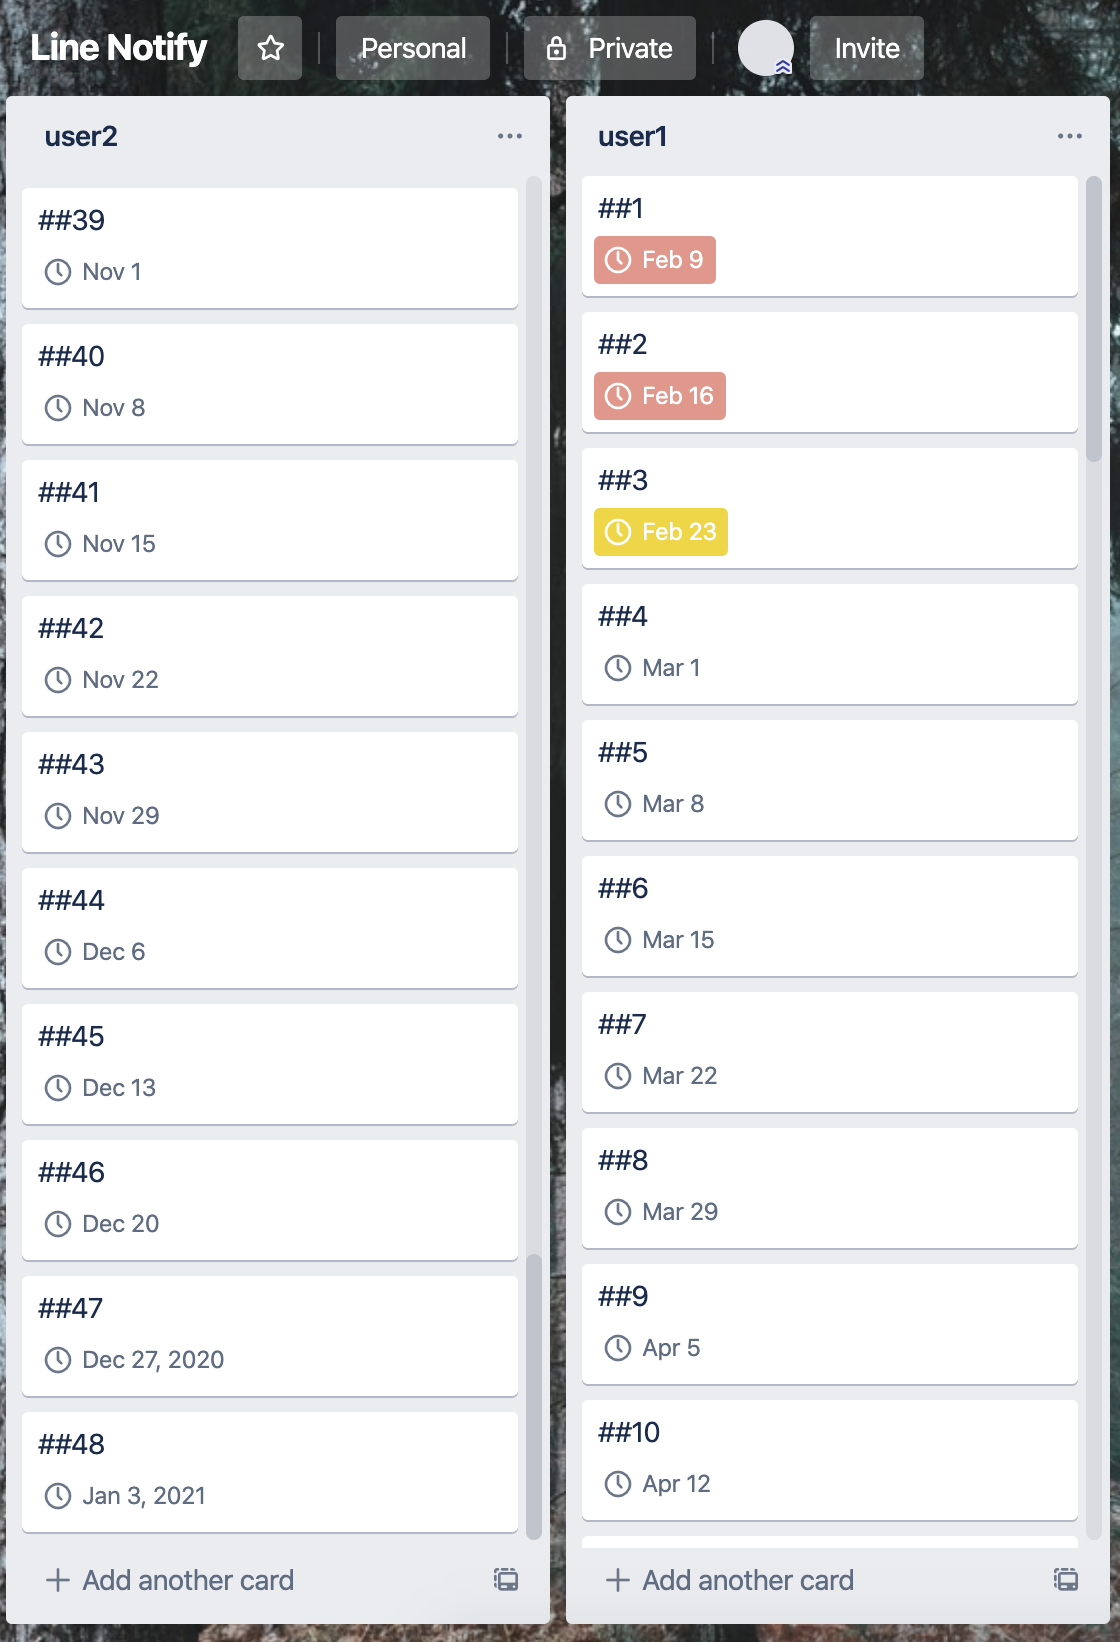 Line Notify
Personal
Private
Invite
user2
##39
Nov 1
##40
Nov 8
##41
Nov 15
##42
Nov 22
##43
Nov 29
##44
Dec 6
##45
Dec 13
##46
Dec 20
##47
Dec 27, 2020
##48
Jan 3, 2021
Add another card
user1
##1
Feb 9
##2
Feb 16
##3
Feb 23
##4
Mar 1
##5
Mar 8
##6
Mar 15
##7
Mar 22
##8
Mar 29
##9
Apr 5
##10
Apr 12
Add another card